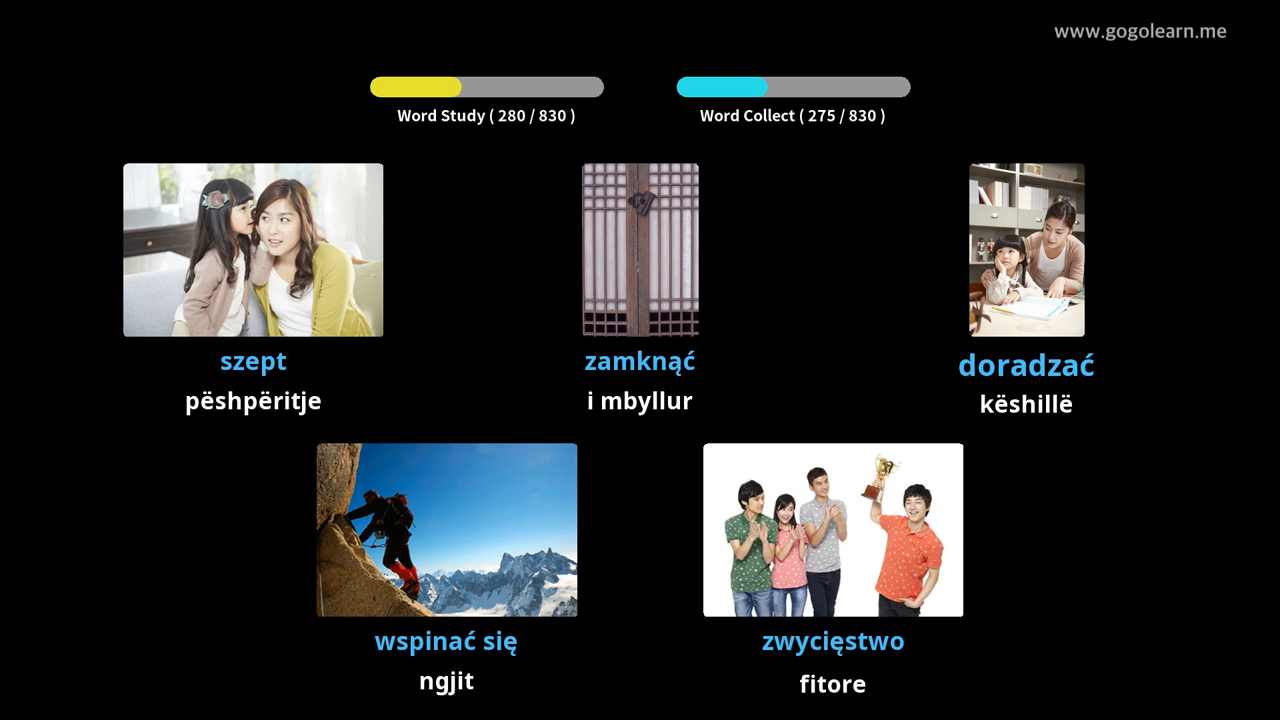 www.gogolearn.me
Word Study ( 280 / 830 )
Word Collect ( 275 / 830 )
szept
pëshpëritje
zamknąć
i mbyllur
doradzać
këshillë
wspinać się
ngjit
zwycięstwo
fitore